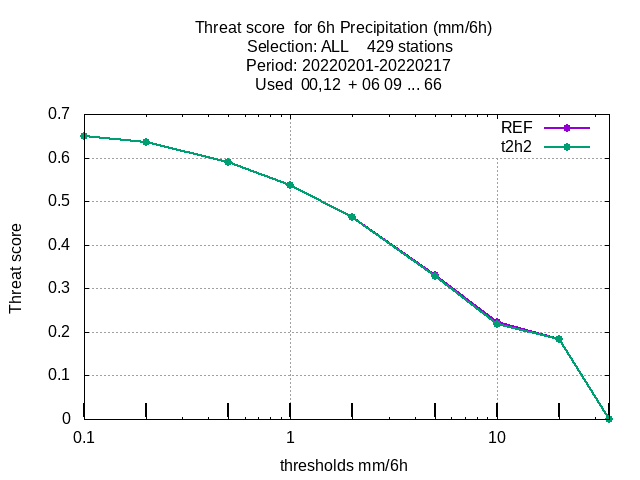 Threat score  for 6h Precipitation (mm/6h)
Selection: ALL    429 stations
Period: 20220201-20220217
Used  00,12  + 06 09 ... 66
REF
t2h2
0.7
0.6
0.5
0.4
0.3
0.2
0.1
0
Threat score
0.1
1
10
thresholds mm/6h